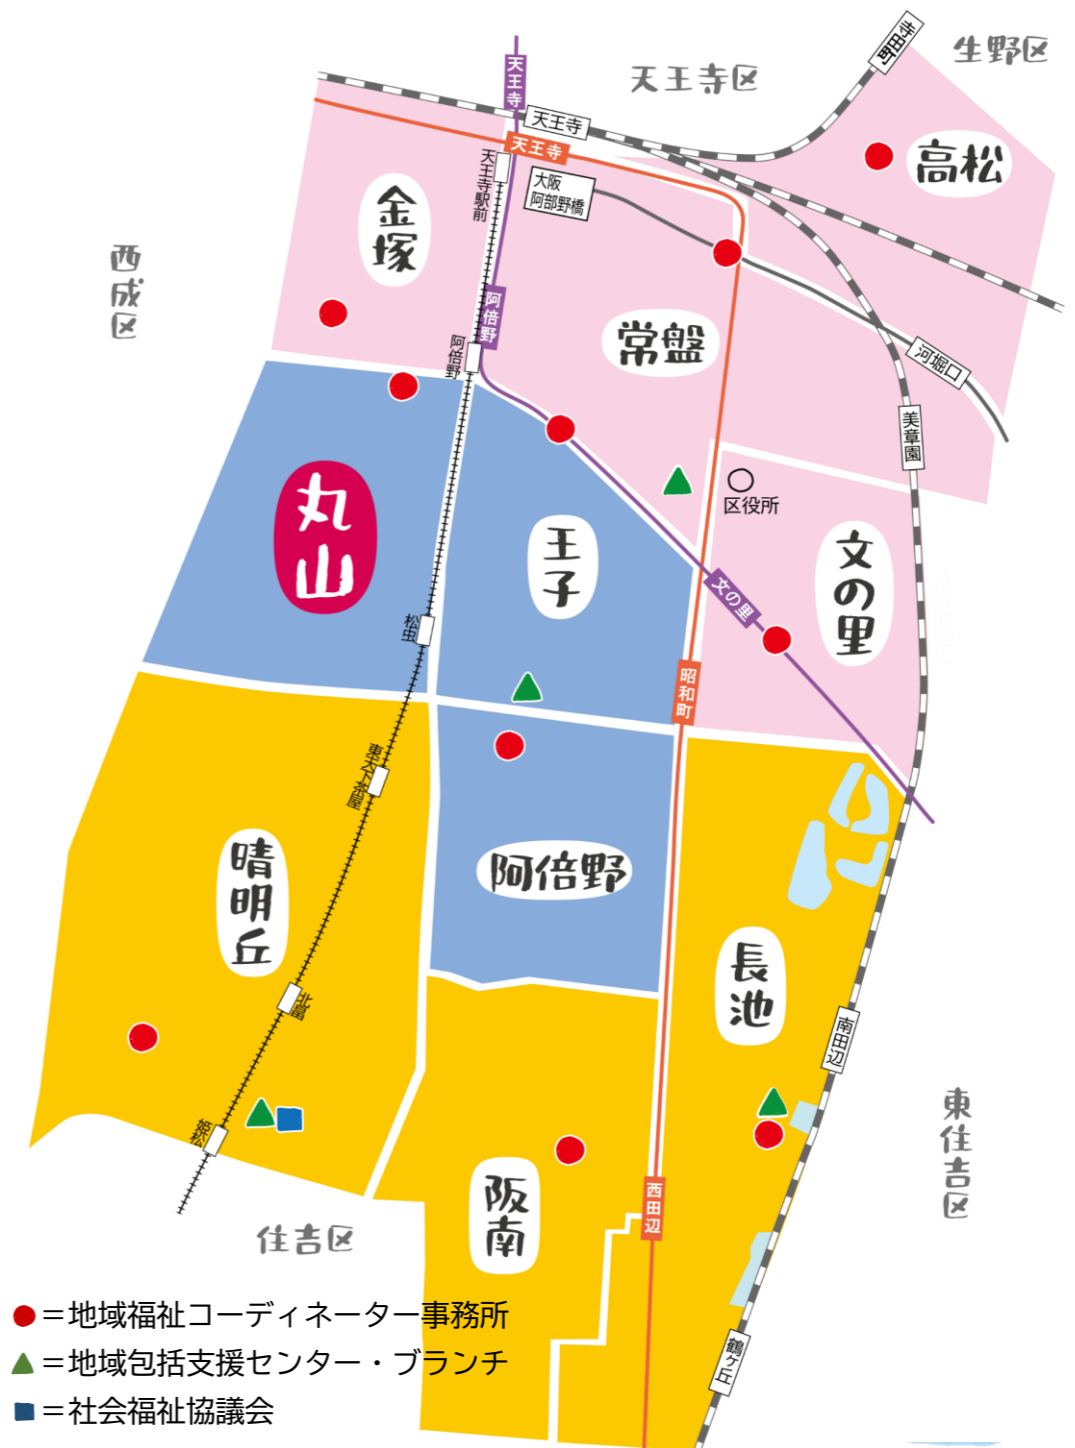 寺田町
生野区
天王寺区
天王寺
天王寺
天王寺
天王寺駅前
大阪
阿部野橋
高松
金塚
西成区
阿倍野
阿倍野
常盤
河堀口
美章園
丸山
区役所
王子
文の里
文の里
松虫
昭和町
東天下茶屋
晴明丘
阿倍野
長池
北畠
南田辺
姫松
東住吉区
阪南
西田辺
住吉区
鶴ヶ丘
=地域福祉コーディネーター事務所
=地域包括支援センター・ブランチ
=社会福祉協議会